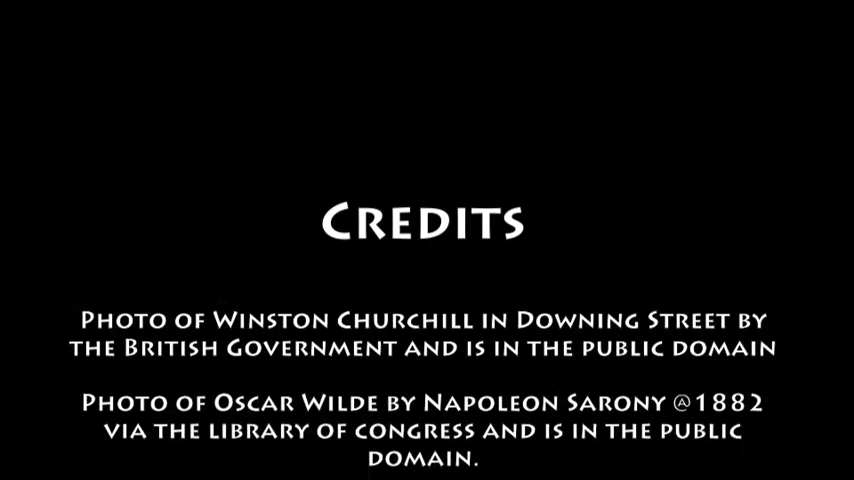 Credits
Photo of Winston Churchill in Downing Street by
the British Government and is in the public domain
Photo of Oscar Wilde by Napoleon Sarony @1882
via the library of congress and is in the public
domain.